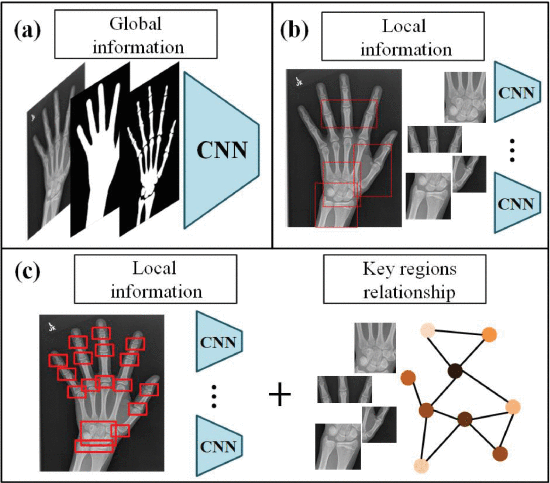 (a)
Global
information
CNN
(b)
Local
information
CNN
CNN
(c)
Local
information
CNN
CNN
+
Key regions
relationship